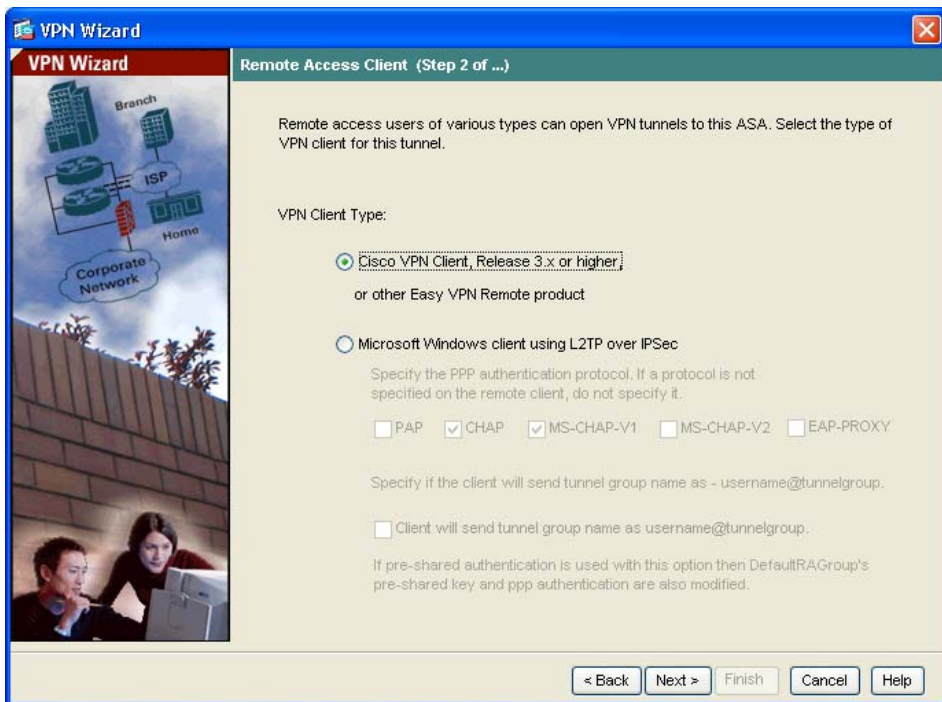 VPN Wizard
VPN Wizard
Branch
ISP
Home
Corporate
Network
Remote Access Client (Step 2 of ...)
Remote access users of various types can open VPN tunnels to this ASA. Select the type of
VPN client for this tunnel.
VPN Client Type:
Cisco VPN Client, Release 3.x or higher,
or other Easy VPN Remote product
Microsoft Windows client using L2TP over IPSec
Specify the PPP authentication protocol. If a protocol is not
specified on the remote client, do not specify it.
PAP CHAP MS-CHAP-V1 MS-CHAP-V2 EAP-PROXY
Specify if the client will send tunnel group name as - username@tunnelgroup.
Client will send tunnel group name as username@tunnelgroup.
If pre-shared authentication is used with this option then DefaultRAGroup's
pre-shared key and ppp authentication are also modified.
< Back Next > Finish Cancel Help